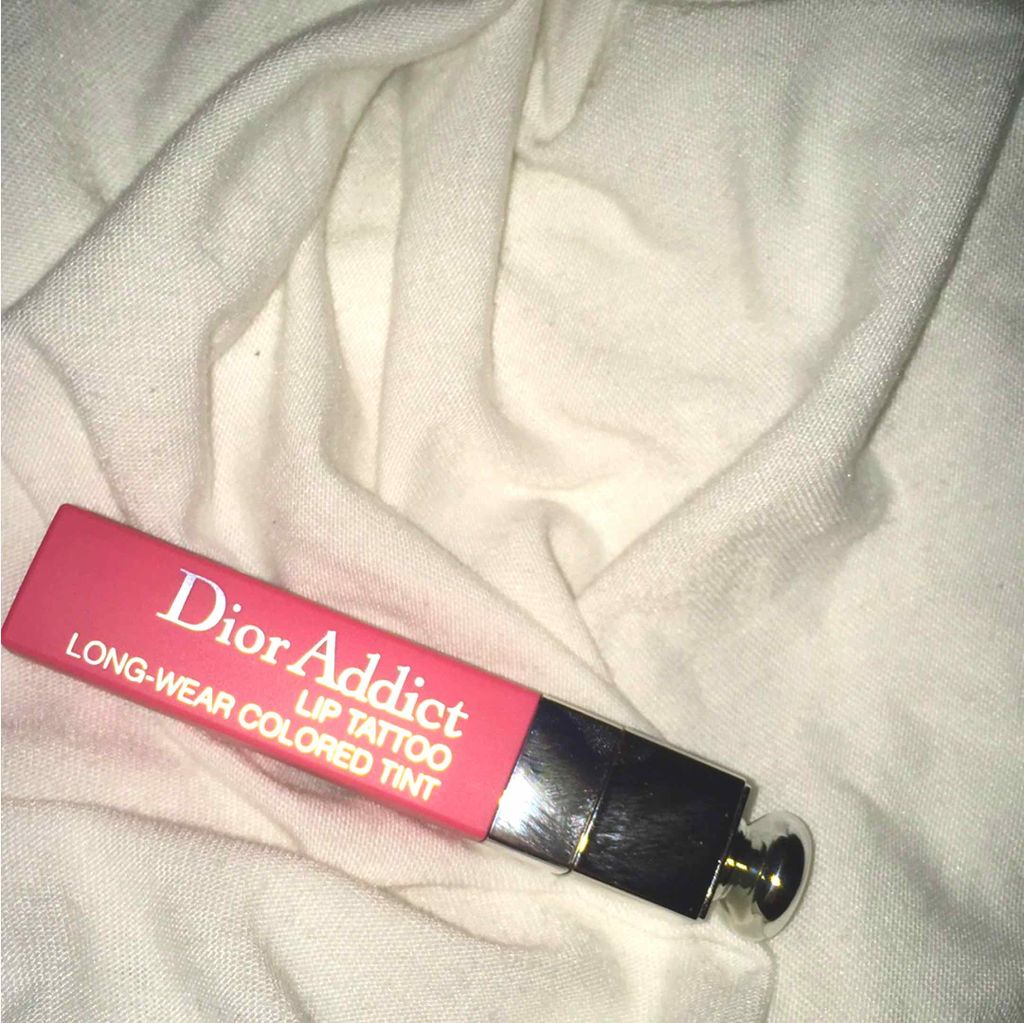 Dior Addict
LIP TATTOO
LONG-WEAR COLORED TINT